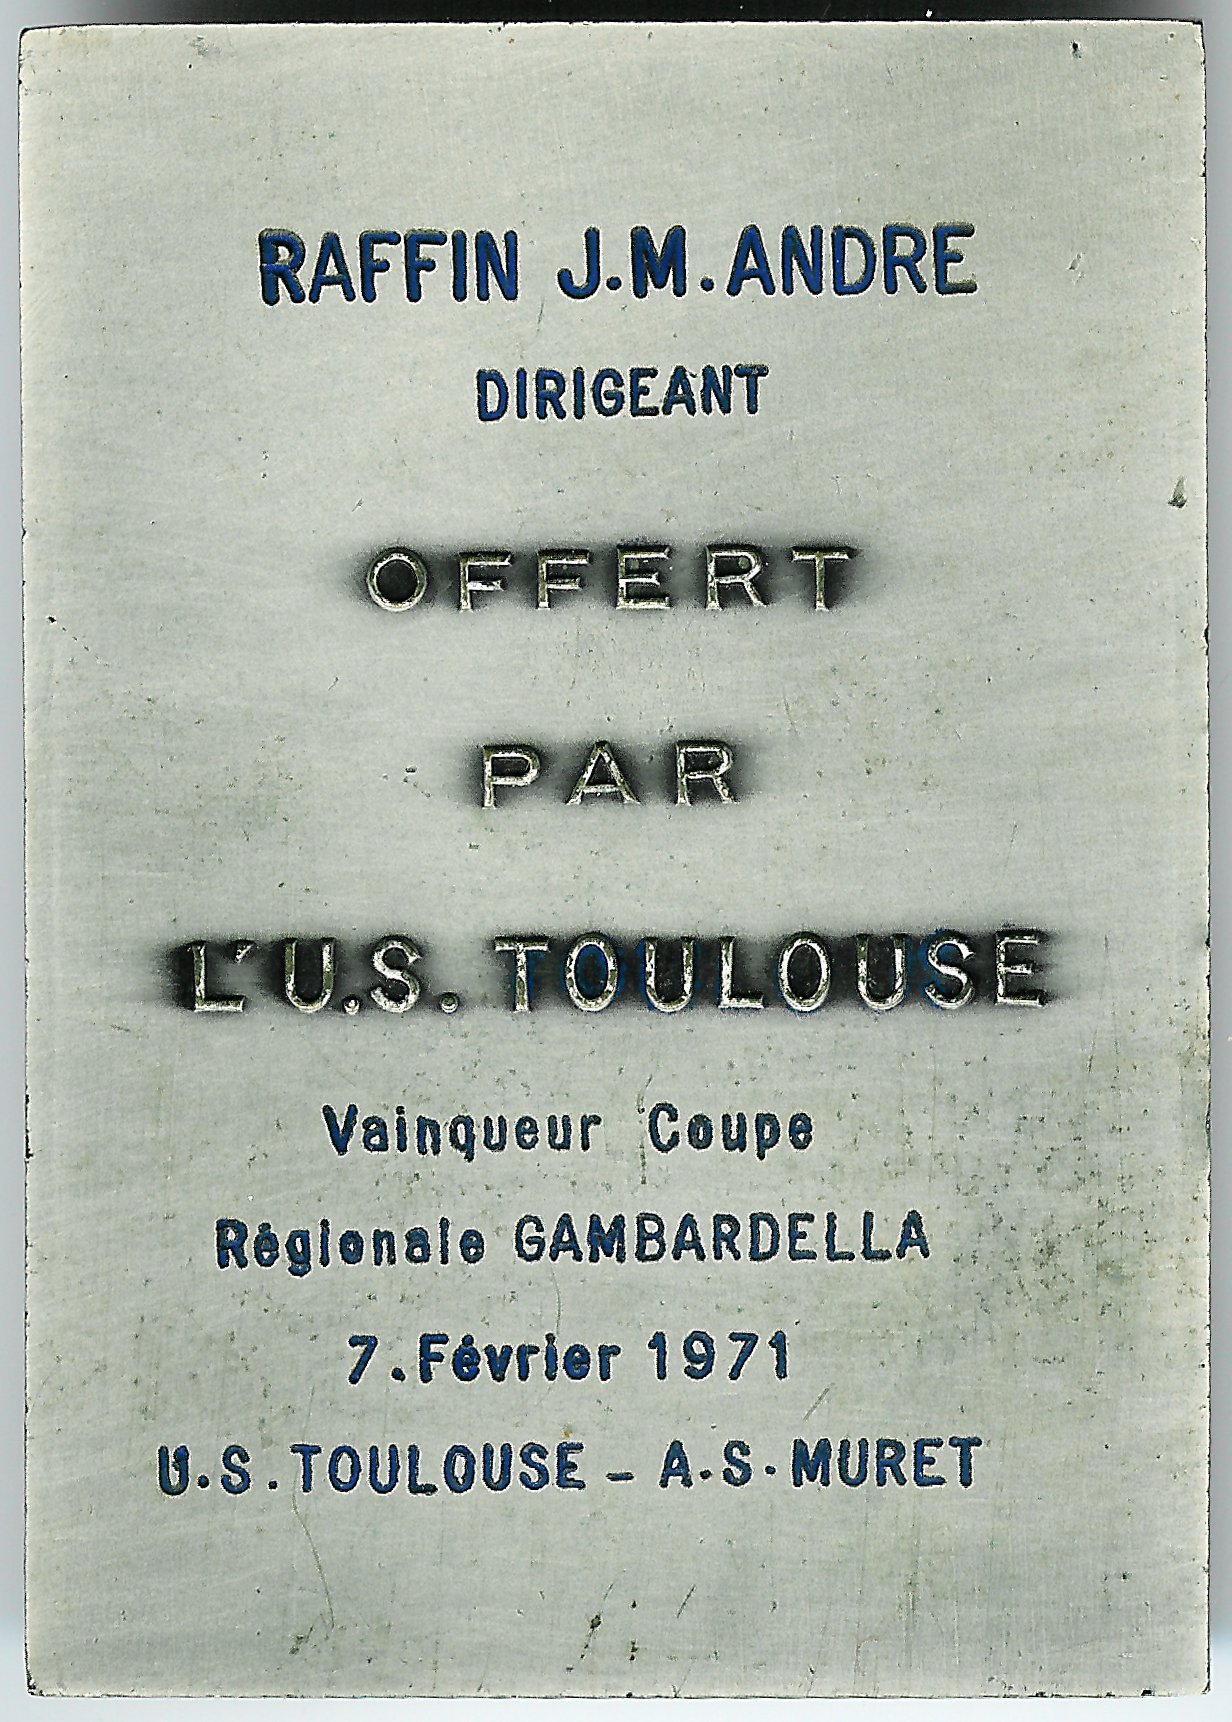 RAFFIN J.M. ANDRE
DIRIGEANT
OFFERT
PAR
L'U.S. TOULOUSE
Vainqueur Coupe
Régionale GAMBARDELLA
7. Février 1971
U.S. TOULOUSE - A.S. MURET